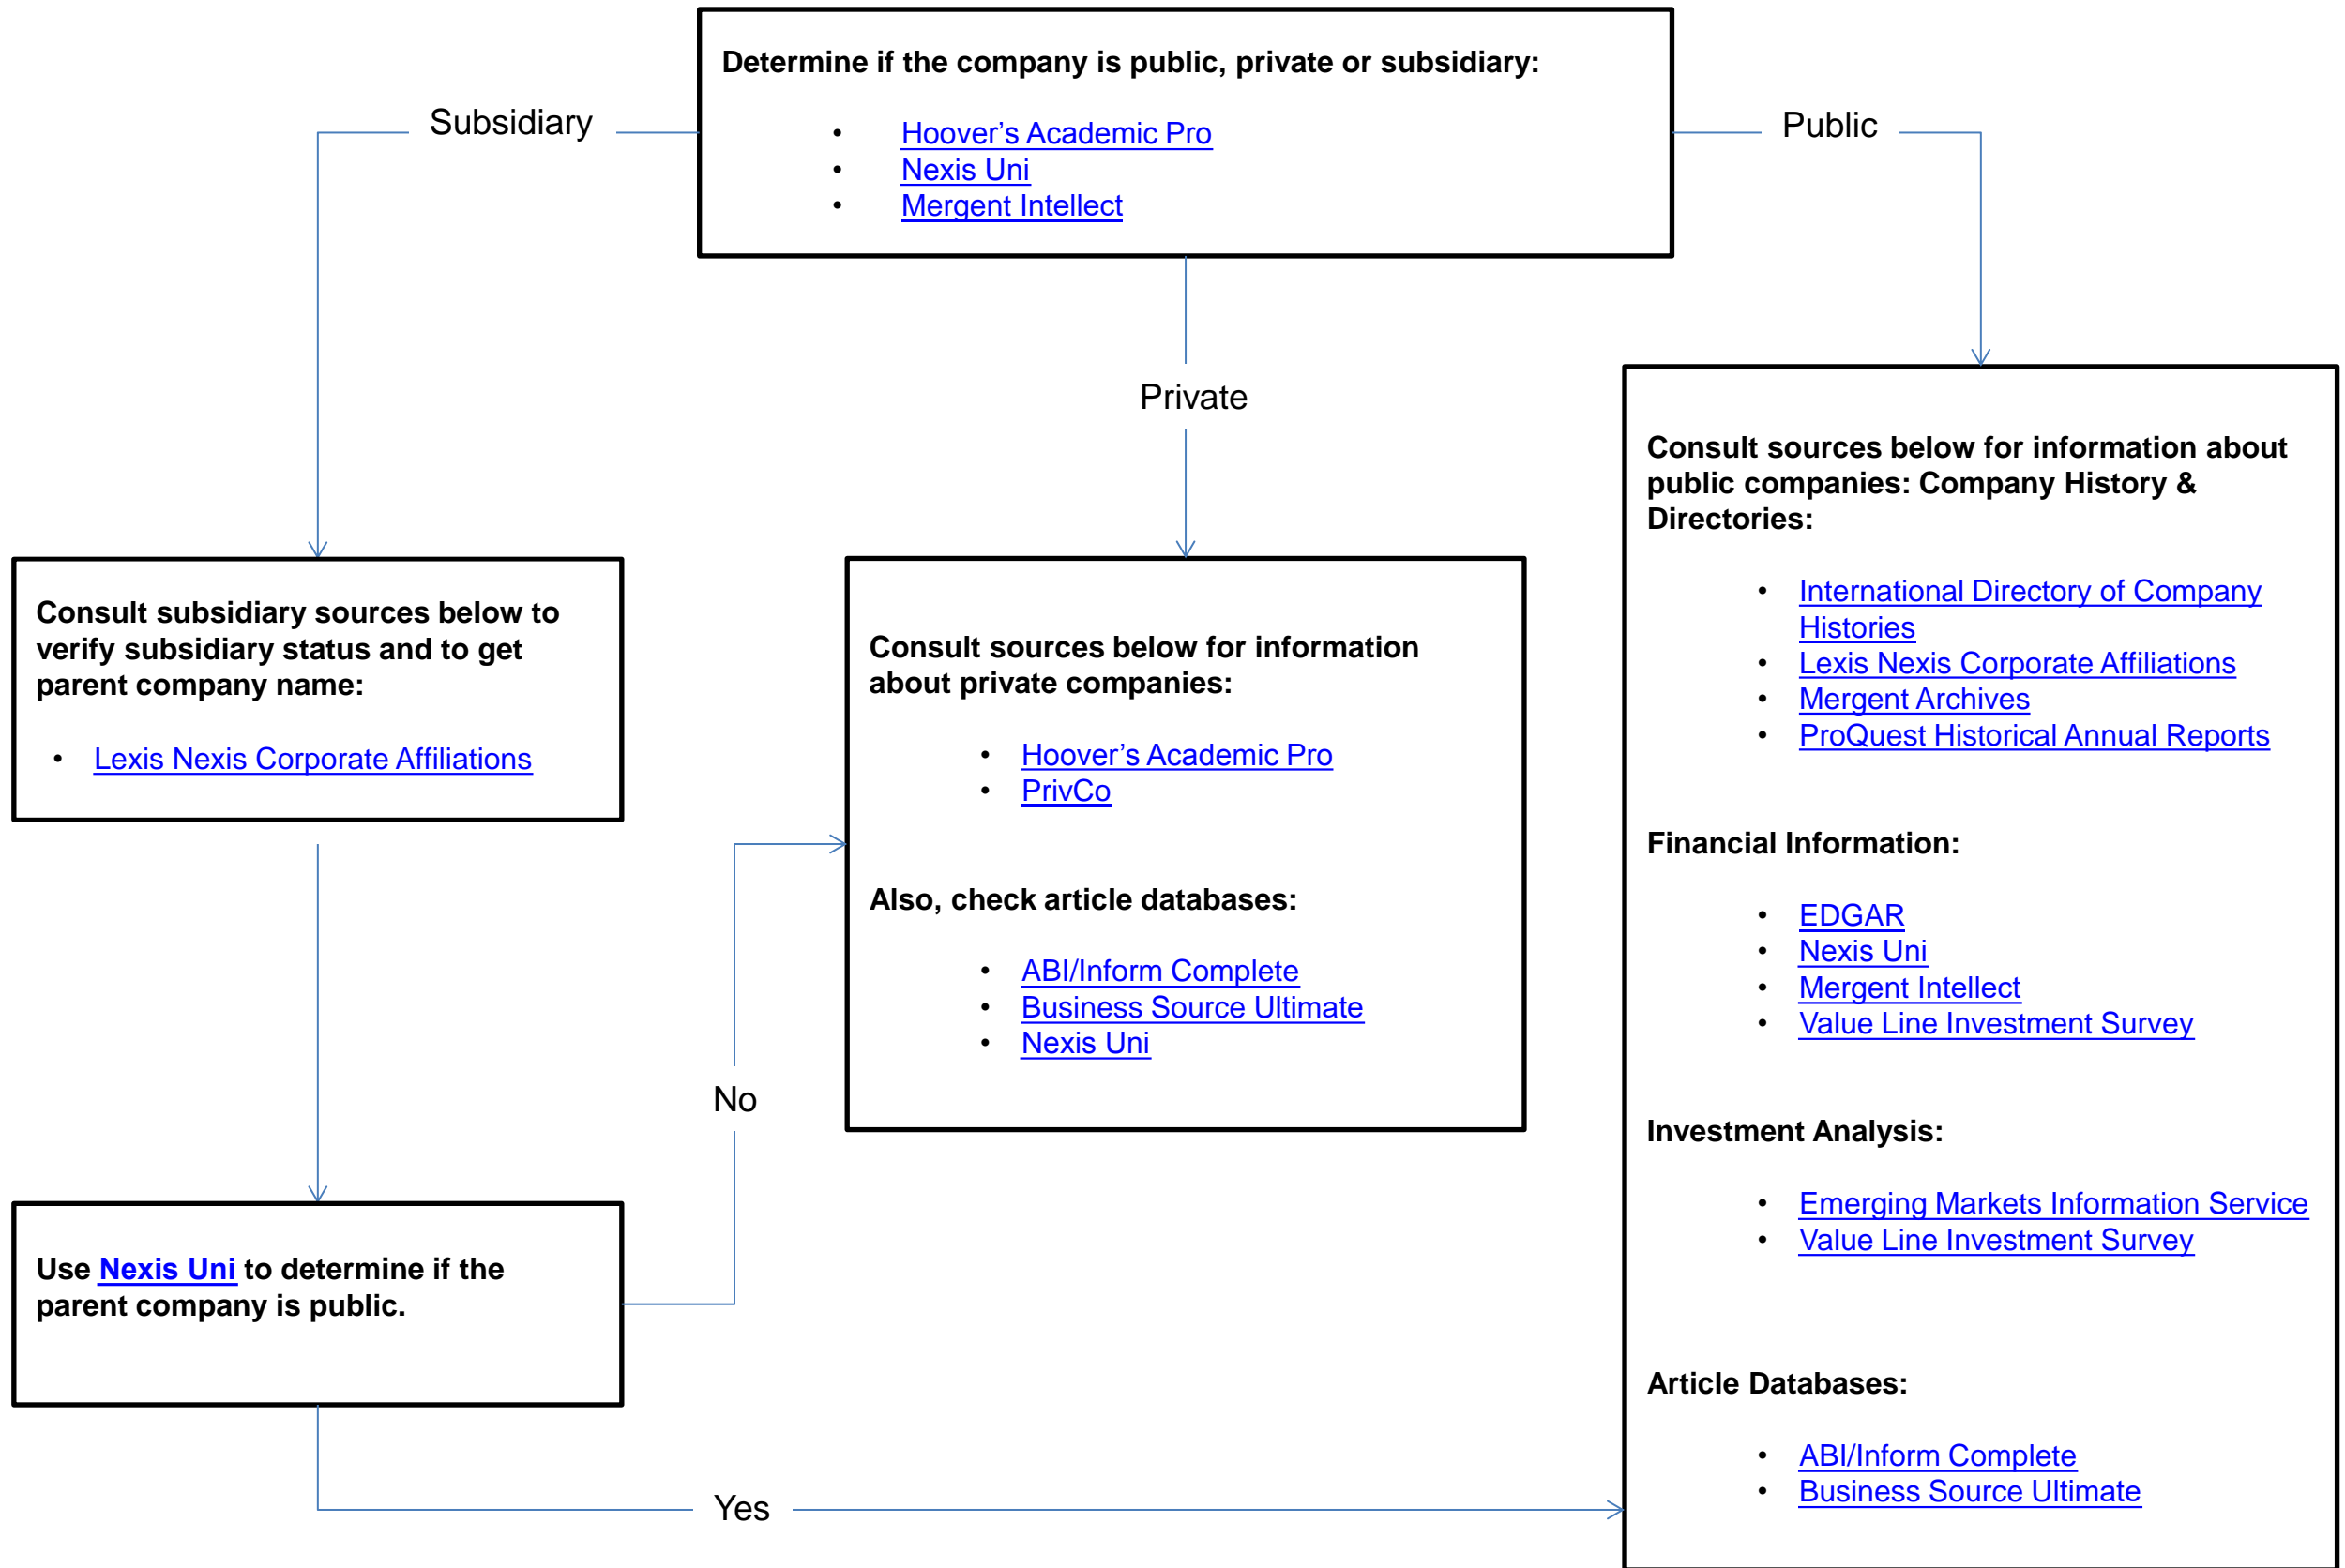 Determine if the company is public, private or subsidiary:
• Hoover’s Academic Pro
• Nexis Uni
• Mergent Intellect
Subsidiary
Public
Private
Consult subsidiary sources below to
verify subsidiary status and to get
parent company name:
• Lexis Nexis Corporate Affiliations
Use Nexis Uni to determine if the
parent company is public.
No
Yes
Consult sources below for information
about private companies:
• Hoover’s Academic Pro
• PrivCo
Also, check article databases:
• ABI/Inform Complete
• Business Source Ultimate
• Nexis Uni
Consult sources below for information about
public companies: Company History &
Directories:
• International Directory of Company
Histories
• Lexis Nexis Corporate Affiliations
• Mergent Archives
• ProQuest Historical Annual Reports
Financial Information:
• EDGAR
• Nexis Uni
• Mergent Intellect
• Value Line Investment Survey
Investment Analysis:
• Emerging Markets Information Service
• Value Line Investment Survey
Article Databases:
• ABI/Inform Complete
• Business Source Ultimate